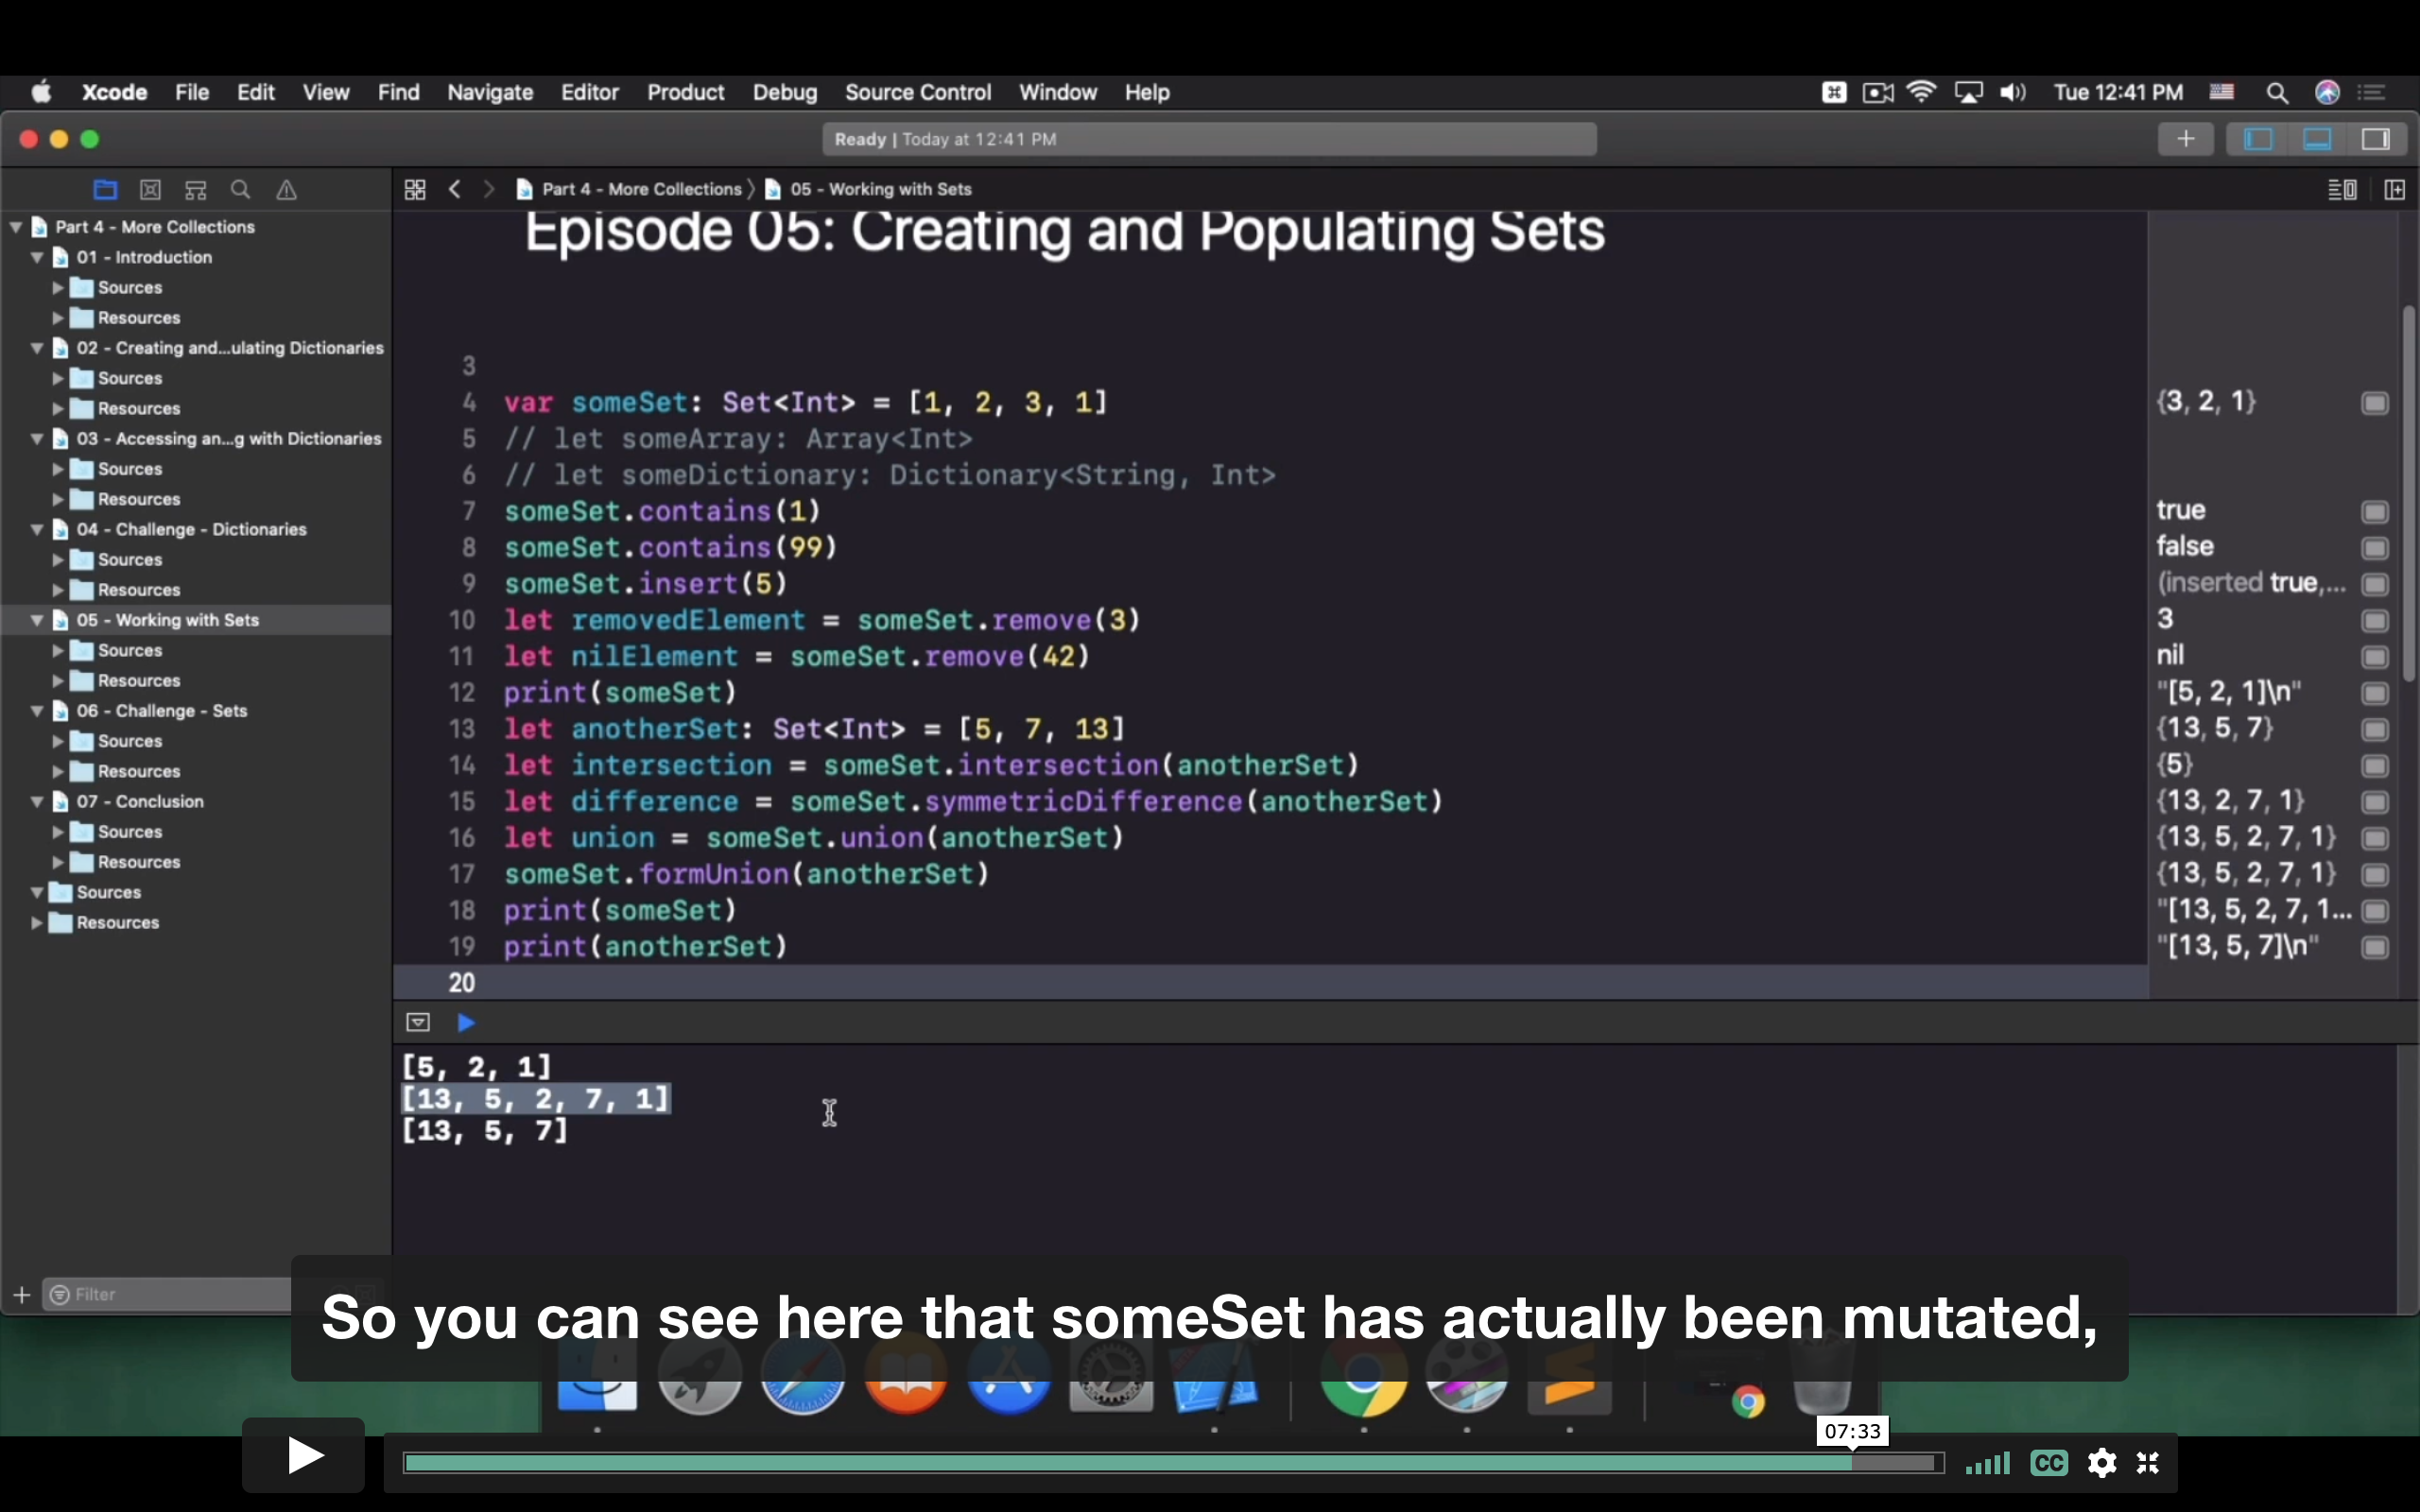 Xcode File Edit View Find Navigate Editor Product Debug Source Control Window Help Tue 12:41 PM
Ready | Today at 12:41 PM
Part 4 - More Collections 05 - Working with Sets
Part 4 - More Collections
01 - Introduction
Sources
Resources
02 - Creating and...ulating Dictionaries
Sources
Resources
03 - Accessing an...g with Dictionaries
Sources
Resources
04 - Challenge - Dictionaries
Sources
Resources
05 - Working with Sets
Sources
Resources
06 - Challenge - Sets
Sources
Resources
07 - Conclusion
Sources
Resources
Sources
Resources
Filter
Episode 05: Creating and Populating Sets
3
4 var someSet: Set<Int> = [1, 2, 3, 1] {3, 2, 1}
5 // let someArray: Array<Int>
6 // let someDictionary: Dictionary<String, Int>
7 someSet.contains(1) true
8 someSet.contains(99) false
9 someSet.insert(5) (inserted true,...
10 let removedElement = someSet.remove(3) 3
11 let nilElement = someSet.remove(42) nil
12 print(someSet) "[5, 2, 1]\n"
13 let anotherSet: Set<Int> = [5, 7, 13] {13, 5, 7}
14 let intersection = someSet.intersection(anotherSet) {5}
15 let difference = someSet.symmetricDifference(anotherSet) {13, 2, 7, 1}
16 let union = someSet.union(anotherSet) {13, 5, 2, 7, 1}
17 someSet.formUnion(anotherSet) {13, 5, 2, 7, 1}
18 print(someSet) "[13, 5, 2, 7, 1...
19 print(anotherSet) "[13, 5, 7]\n"
20
[5, 2, 1]
[13, 5, 2, 7, 1]
[13, 5, 7]
So you can see here that someSet has actually been mutated,
07:33
CC